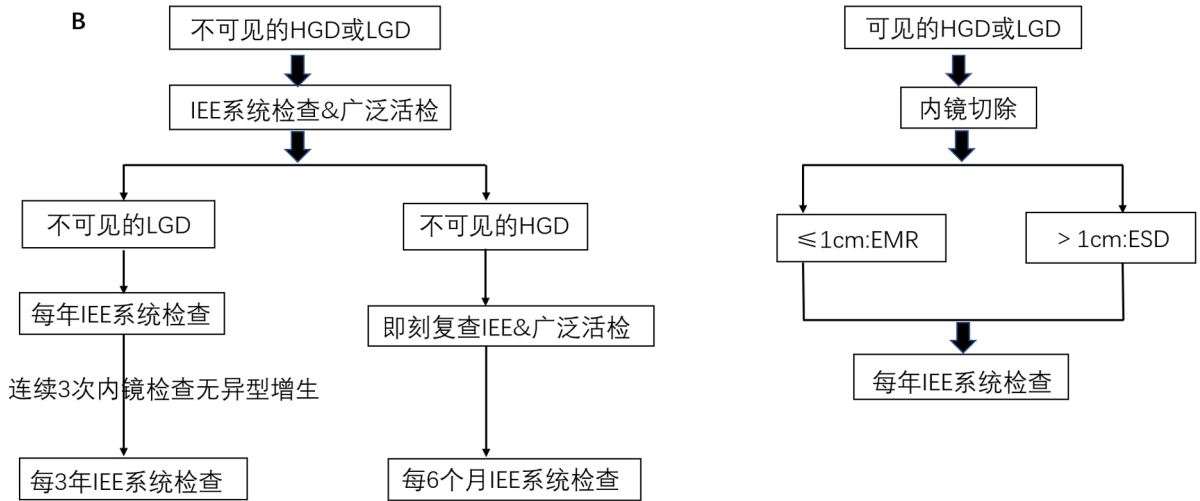 B
不可见的HGD或LGD
IEE系统检查&广泛活检
不可见的LGD
不可见的HGD
每年IEE系统检查
即刻复查IEE&广泛活检
连续3次内镜检查无异型增生
每3年IEE系统检查
每6个月IEE系统检查
可见的HGD或LGD
内镜切除
≤1cm:EMR
>1cm:ESD
每年IEE系统检查